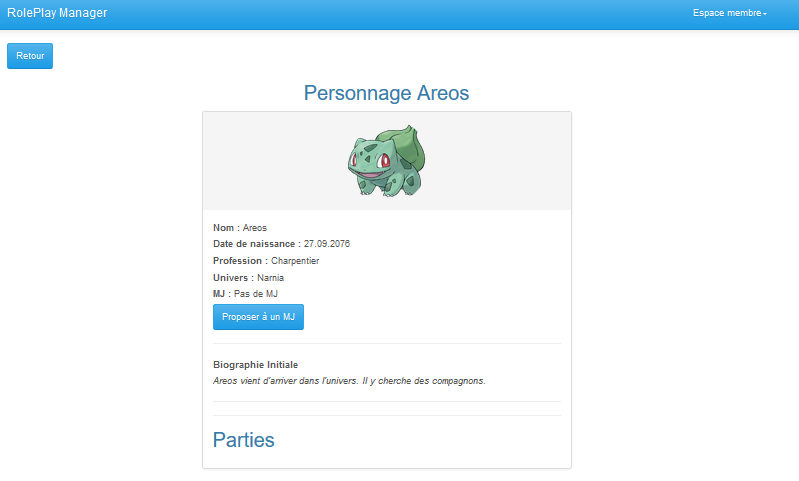 RolePlay Manager
Espace membre
Retour
Personnage Areos
Nom : Areos
Date de naissance : 27.09.2076
Profession : Charpentier
Univers : Narnia
MJ : Pas de MJ
Proposer à un MJ
Biographie Initiale
Areos vient d'arriver dans l'univers. Il y cherche des compagnons.
Parties